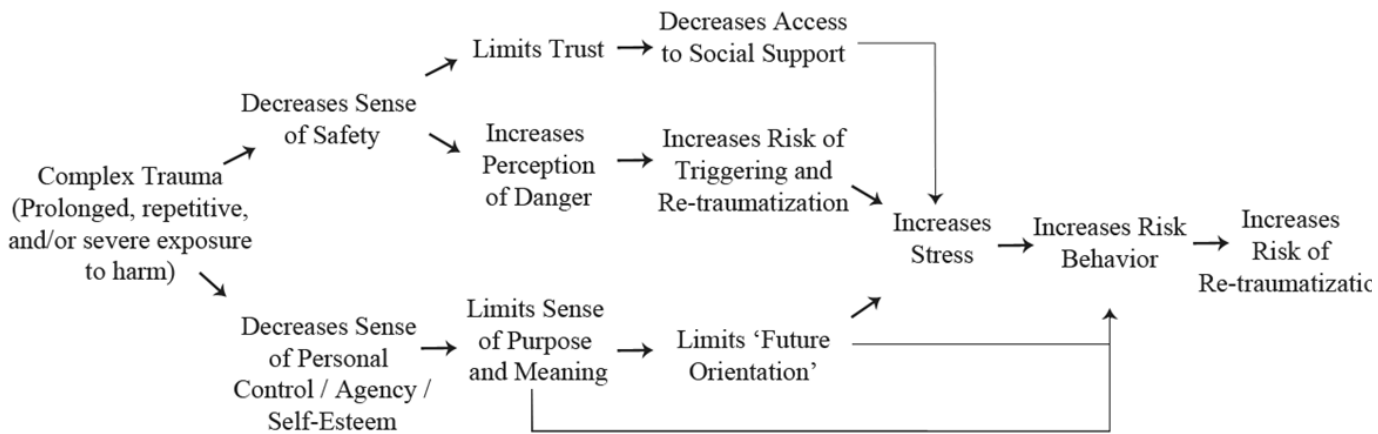 Complex Trauma
(Prolonged, repetitive,
and/or severe exposure
to harm)
Decreases Sense
of Safety
Limits Trust
Decreases Access
to Social Support
Increases
Perception
of Danger
Increases Risk of
Triggering and
Re-traumatization
Decreases Sense
of Personal
Control / Agency /
Self-Esteem
Limits Sense
of Purpose
and Meaning
Limits ‘Future
Orientation’
Increases
Stress
Increases Risk
Behavior
Increases
Risk of
Re-traumatizatio